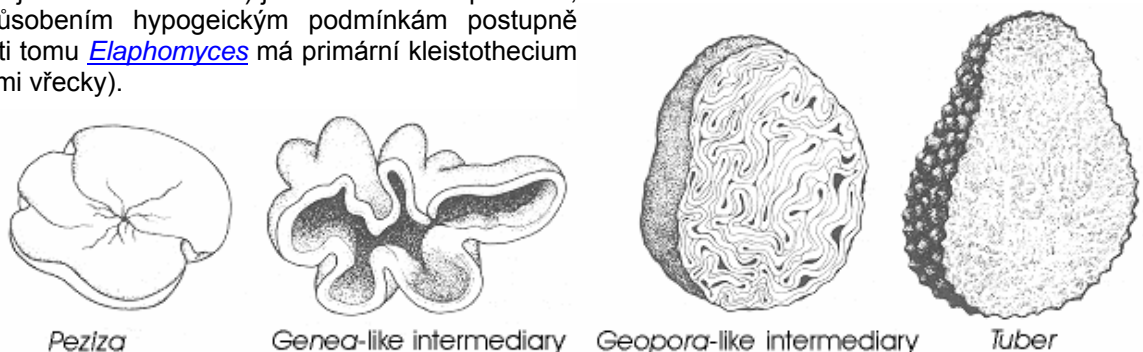 ůsobením hypogeickým podmínkám postupně
ti tomu Elaphomyces má primární kleistothecium
mi vřecky).
Peziza
Genea-like intermediary
Geopora-like intermediary
Tuber